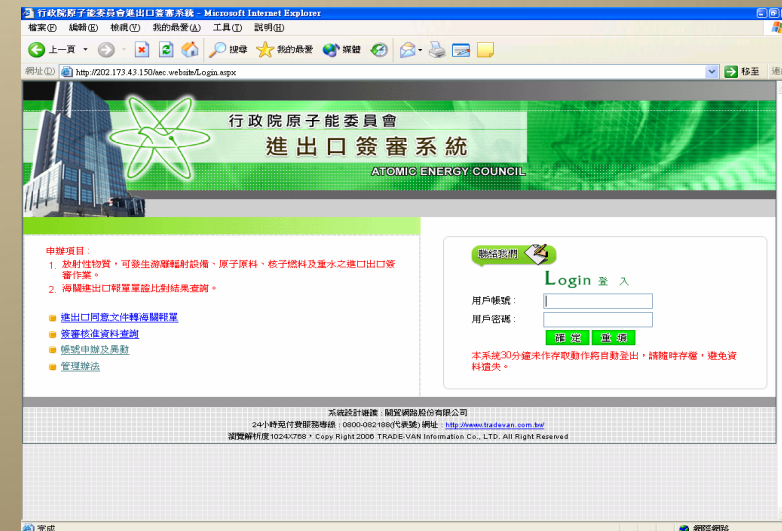 行政院原子能委員會進出口簽審系統 - Microsoft Internet Explorer
檔案(F) 編輯(E) 檢視(V) 我的最愛(A) 工具(T) 說明(H)
上一頁 搜尋 我的最愛 媒體
網址(D) http://202.173.43.150/aec.website/Login.aspx 移至
行政院原子能委員會
進出口簽審系統
ATOMIC ENERGY COUNCIL
申辦項目:
1. 放射性物質,可發生游離輻射設備、原子原料、核子燃料及重水之進口出口簽
審作業。
2. 海關進出口報單單證比對結果查詢。
進出口同意文件轉海關報單
簽審核准資料查詢
帳號申辦及異動
管理辦法
聯絡我們
Login 登 入
用戶帳號:
用戶密碼:
確 定 重 填
本系統30分鐘未作存取動作將自動登出,請隨時存檔,避免資
料遺失。
系統設計維護:關貿網路股份有限公司
24小時免付費服務專線:0800-082188(代表號) 網址:http://www.tradevan.com.tw/
瀏覽解析度1024X768,Copy Right 2006 TRADE-VAN Information Co., LTD. All Right Reserved
完成 網際網路